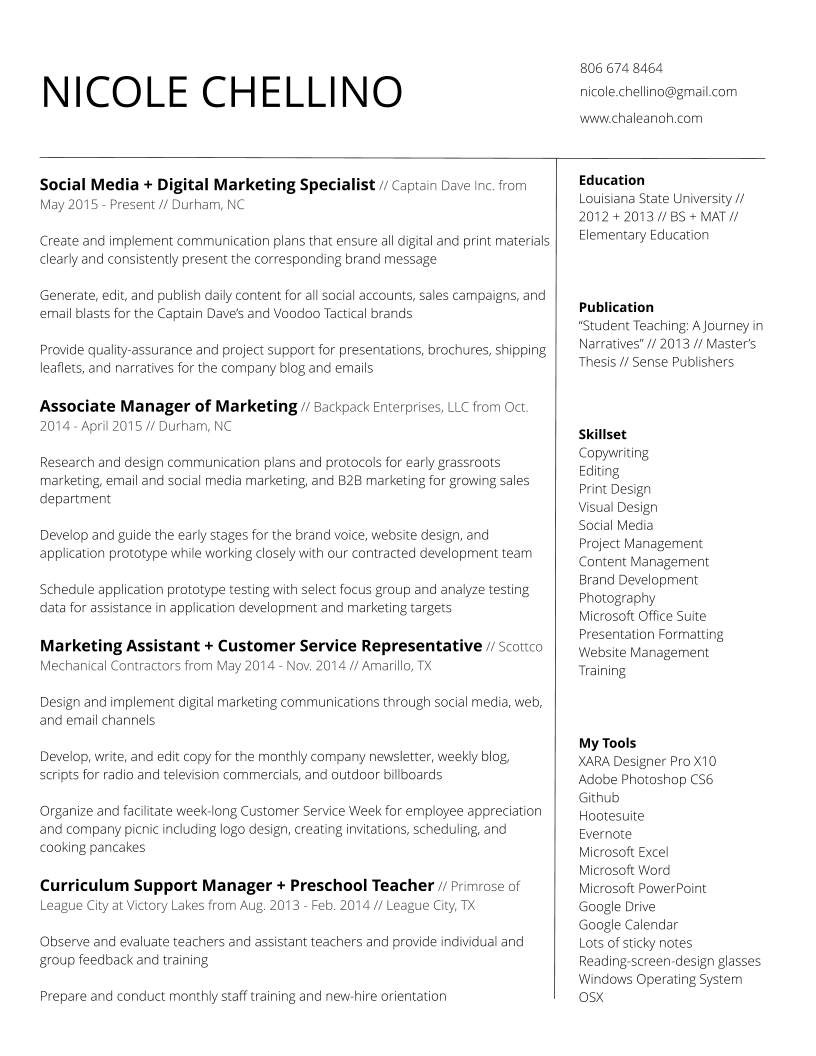 NICOLE CHELLINO
806 674 8464
nicole.chellino@gmail.com
www.chaleanoh.com
Social Media + Digital Marketing Specialist // Captain Dave Inc. from
May 2015 - Present // Durham, NC
Create and implement communication plans that ensure all digital and print materials
clearly and consistently present the corresponding brand message
Generate, edit, and publish daily content for all social accounts, sales campaigns, and
email blasts for the Captain Dave's and Voodoo Tactical brands
Provide quality-assurance and project support for presentations, brochures, shipping
leaflets, and narratives for the company blog and emails
Associate Manager of Marketing // Backpack Enterprises, LLC from Oct.
2014 - April 2015 // Durham, NC
Research and design communication plans and protocols for early grassroots
marketing, email and social media marketing, and B2B marketing for growing sales
department
Develop and guide the early stages for the brand voice, website design, and
application prototype while working closely with our contracted development team
Schedule application prototype testing with select focus group and analyze testing
data for assistance in application development and marketing targets
Marketing Assistant + Customer Service Representative // Scottco
Mechanical Contractors from May 2014 - Nov. 2014 // Amarillo, TX
Design and implement digital marketing communications through social media, web,
and email channels
Develop, write, and edit copy for the monthly company newsletter, weekly blog,
scripts for radio and television commercials, and outdoor billboards
Organize and facilitate week-long Customer Service Week for employee appreciation
and company picnic including logo design, creating invitations, scheduling, and
cooking pancakes
Curriculum Support Manager + Preschool Teacher // Primrose of
League City at Victory Lakes from Aug. 2013 - Feb. 2014 // League City, TX
Observe and evaluate teachers and assistant teachers and provide individual and
group feedback and training
Prepare and conduct monthly staff training and new-hire orientation
Education
Louisiana State University //
2012 + 2013 // BS + MAT //
Elementary Education
Publication
“Student Teaching: A Journey in
Narratives” // 2013 // Master's
Thesis // Sense Publishers
Skillset
Copywriting
Editing
Print Design
Visual Design
Social Media
Project Management
Content Management
Brand Development
Photography
Microsoft Office Suite
Presentation Formatting
Website Management
Training
My Tools
XARA Designer Pro X10
Adobe Photoshop CS6
Github
Hootesuite
Evernote
Microsoft Excel
Microsoft Word
Microsoft PowerPoint
Google Drive
Google Calendar
Lots of sticky notes
Reading-screen-design glasses
Windows Operating System
OSX